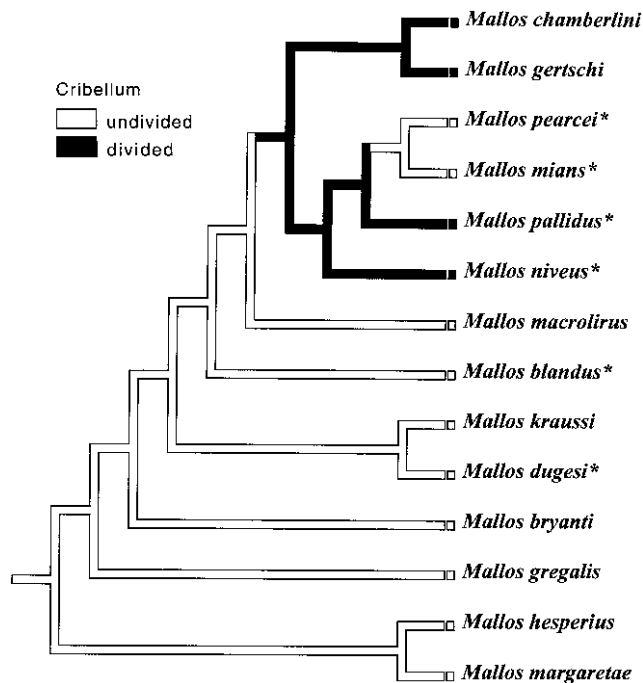 Cribellum
undivided
divided
Mallos chamberlini
Mallos gertschi
Mallos pearcei*
Mallos mians*
Mallos pallidus*
Mallos niveus*
Mallos macrolirus
Mallos blandus*
Mallos kraussi
Mallos dugesi*
Mallos bryanti
Mallos gregalis
Mallos hesperius
Mallos margaretae